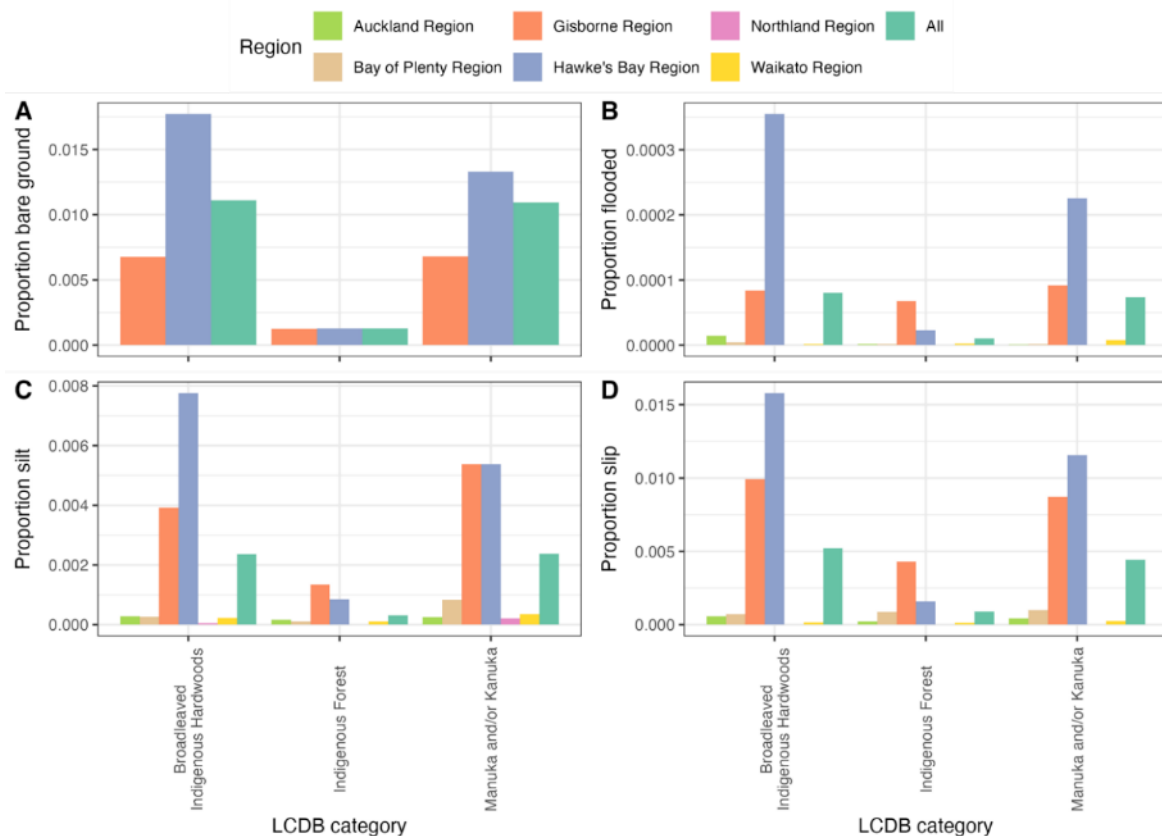 Region
Auckland Region
Gisborne Region
Northland Region
All
Bay of Plenty Region
Hawke's Bay Region
Waikato Region
A
Proportion bare ground
0.015
0.010
0.005
0.000
B
Proportion flooded
0.0003
0.0002
0.0001
0.0000
C
Proportion silt
0.008
0.006
0.004
0.002
0.000
D
Proportion slip
0.015
0.010
0.005
0.000
Broadleaved
Indigenous Hardwoods
Indigenous Forest
Manuka and/or Kanuka
LCDB category
Broadleaved
Indigenous Hardwoods
Indigenous Forest
Manuka and/or Kanuka
LCDB category